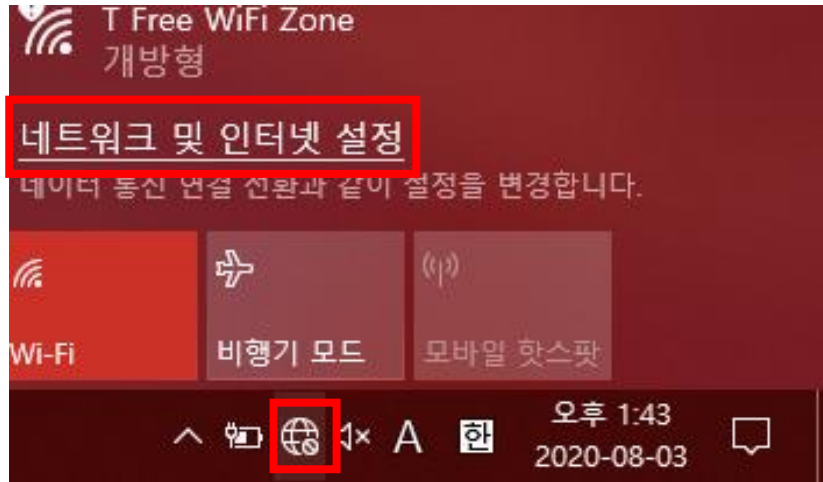 T Free WiFi Zone
개방형
네트워크 및 인터넷 설정
데이터 통신 연결 전환과 같이 설정을 변경합니다.
Wi-Fi
비행기 모드
모바일 핫스팟
A 한
오후 1:43
2020-08-03